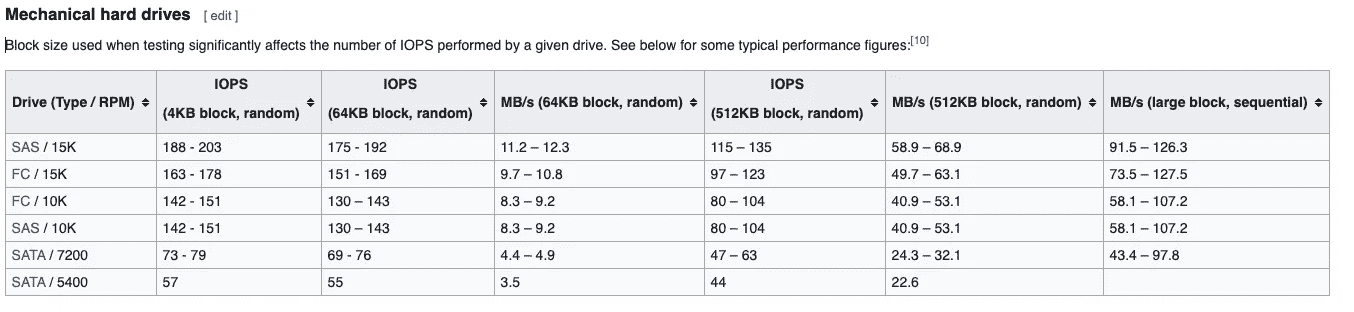 Mechanical hard drives [ edit ]
Block size used when testing significantly affects the number of IOPS performed by a given drive. See below for some typical performance figures:[10]
Drive (Type / RPM) IOPS (4KB block, random) IOPS (64KB block, random) MB/s (64KB block, random) IOPS (512KB block, random) MB/s (512KB block, random) MB/s (large block, sequential)
SAS / 15K 188 - 203 175 - 192 11.2 – 12.3 115 – 135 58.9 – 68.9 91.5 – 126.3
FC / 15K 163 - 178 151 - 169 9.7 – 10.8 97 – 123 49.7 – 63.1 73.5 – 127.5
FC / 10K 142 - 151 130 – 143 8.3 – 9.2 80 – 104 40.9 – 53.1 58.1 – 107.2
SAS / 10K 142 - 151 130 – 143 8.3 – 9.2 80 – 104 40.9 – 53.1 58.1 – 107.2
SATA / 7200 73 - 79 69 - 76 4.4 – 4.9 47 – 63 24.3 – 32.1 43.4 – 97.8
SATA / 5400 57 55 3.5 44 22.6